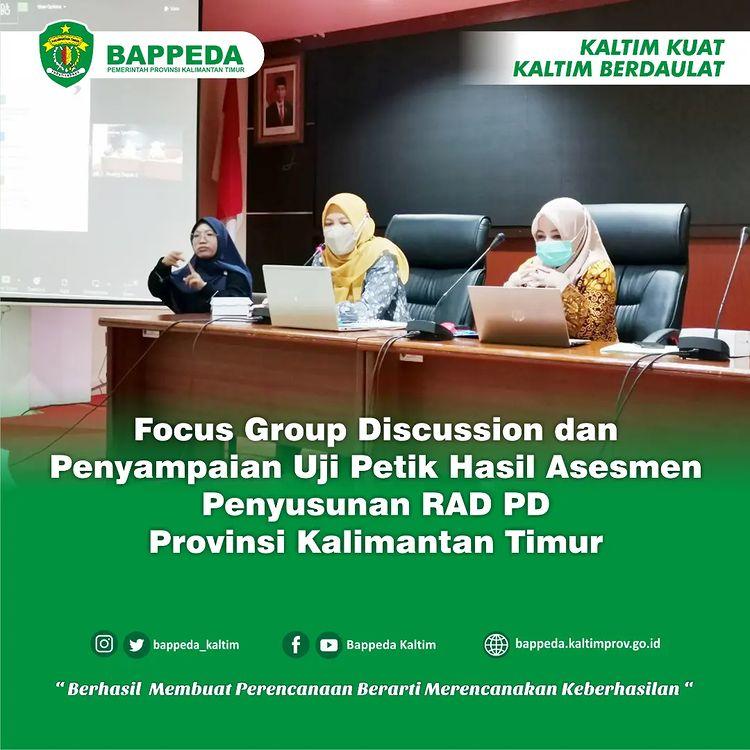 BAPPEDA
PEMERINTAH PROVINSI KALIMANTAN TIMUR
KALTIM KUAT
KALTIM BERDAULAT
Focus Group Discussion dan
Penyampaian Uji Petik Hasil Asesmen
Penyusunan RAD PD
Provinsi Kalimantan Timur
bappeda_kaltim
Bappeda Kaltim
bappeda.kaltimprov.go.id
“ Berhasil Membuat Perencanaan Berarti Merencanakan Keberhasilan “